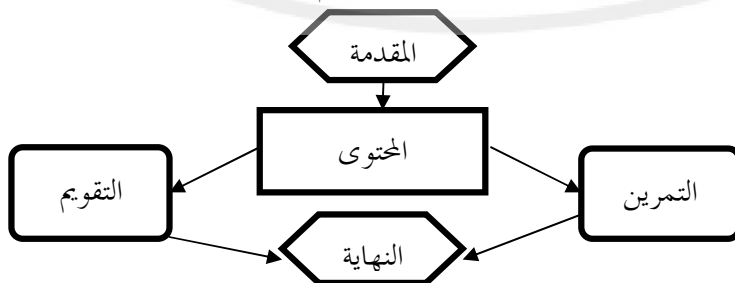 المقدمة
المحتوى
التمرين
التقويم
النهاية